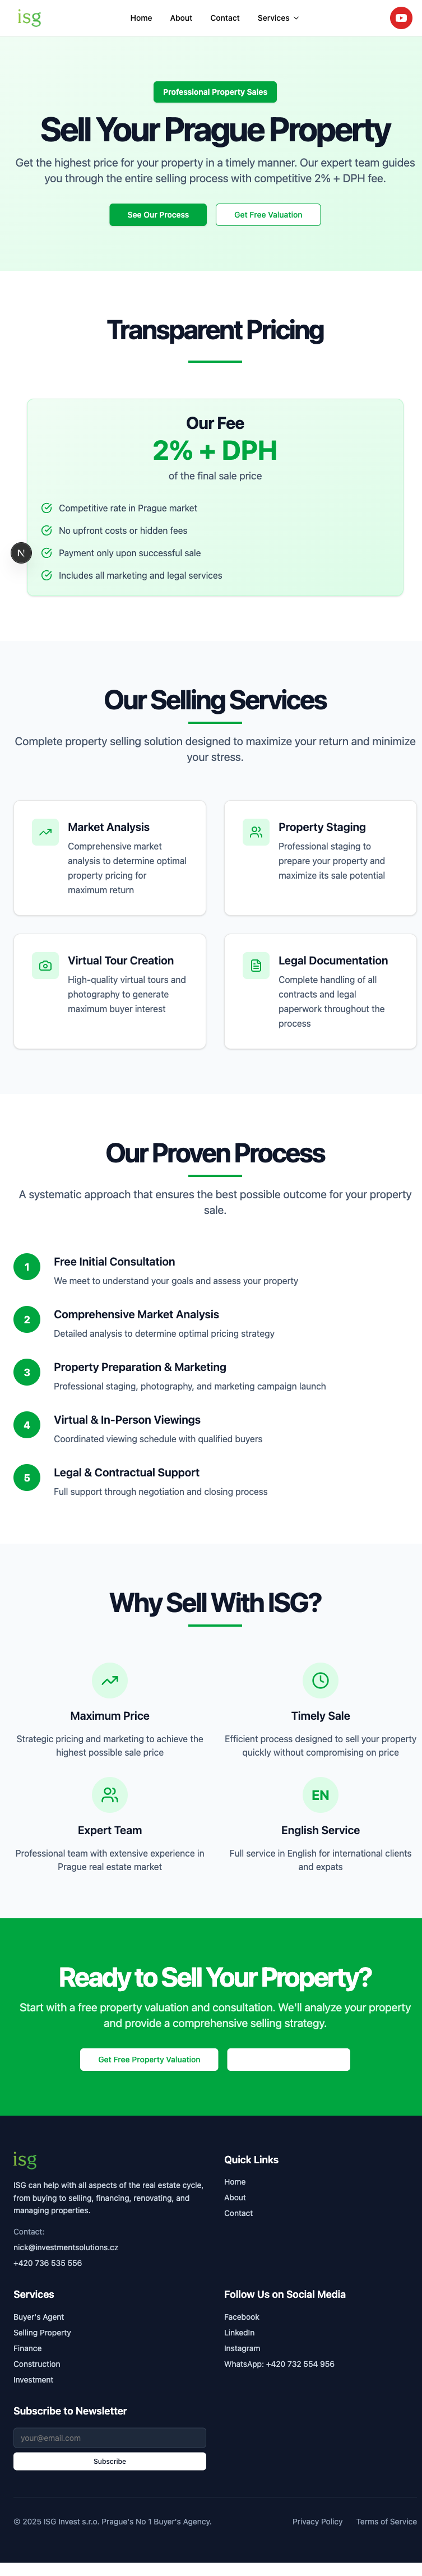 isg
Home
About
Contact
Services
Professional Property Sales
Sell Your Prague Property
Get the highest price for your property in a timely manner. Our expert team guides
you through the entire selling process with competitive 2% + DPH fee.
See Our Process
Get Free Valuation
Transparent Pricing
Our Fee
2% + DPH
of the final sale price
Competitive rate in Prague market
No upfront costs or hidden fees
N
Payment only upon successful sale
Includes all marketing and legal services
Our Selling Services
Complete property selling solution designed to maximize your return and minimize
your stress.
Market Analysis
Comprehensive market
analysis to determine optimal
property pricing for
maximum return
Property Staging
Professional staging to
prepare your property and
maximize its sale potential
Virtual Tour Creation
High-quality virtual tours and
photography to generate
maximum buyer interest
Legal Documentation
Complete handling of all
contracts and legal
paperwork throughout the
process
Our Proven Process
A systematic approach that ensures the best possible outcome for your property
sale.
1
Free Initial Consultation
We meet to understand your goals and assess your property
2
Comprehensive Market Analysis
Detailed analysis to determine optimal pricing strategy
3
Property Preparation & Marketing
Professional staging, photography, and marketing campaign launch
4
Virtual & In-Person Viewings
Coordinated viewing schedule with qualified buyers
5
Legal & Contractual Support
Full support through negotiation and closing process
Why Sell With ISG?
Maximum Price
Strategic pricing and marketing to achieve the
highest possible sale price
Timely Sale
Efficient process designed to sell your property
quickly without compromising on price
Expert Team
Professional team with extensive experience in
Prague real estate market
EN
English Service
Full service in English for international clients
and expats
Ready to Sell Your Property?
Start with a free property valuation and consultation. We'll analyze your property
and provide a comprehensive selling strategy.
Get Free Property Valuation
isg
ISG can help with all aspects of the real estate cycle,
from buying to selling, financing, renovating, and
managing properties.
Contact:
nick@investmentsolutions.cz
+420 736 535 556
Quick Links
Home
About
Contact
Services
Buyer's Agent
Selling Property
Finance
Construction
Investment
Follow Us on Social Media
Facebook
LinkedIn
Instagram
WhatsApp: +420 732 554 956
Subscribe to Newsletter
your@email.com
Subscribe
© 2025 ISG Invest s.r.o. Prague's No 1 Buyer's Agency.
Privacy Policy
Terms of Service